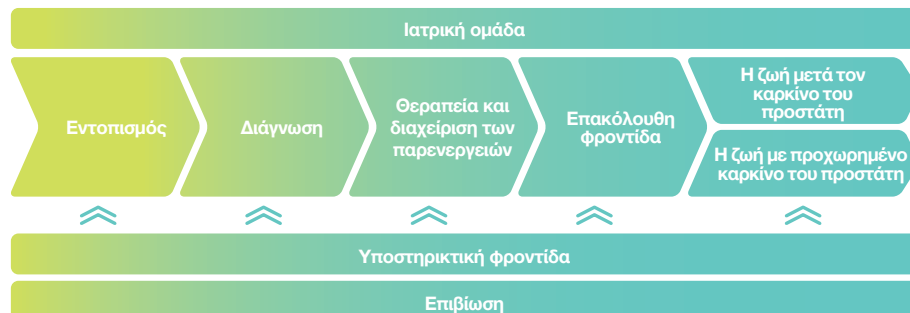 Ιατρική ομάδα
Εντοπισμός
Διάγνωση
Θεραπεία και
διαχείριση των
παρενεργειών
Επακόλουθη
φροντίδα
Η ζωή μετά τον
καρκίνο του
προστάτη
Η ζωή με προχωρημένο
καρκίνο του προστάτη
Υποστηρικτική φροντίδα
Επιβίωση